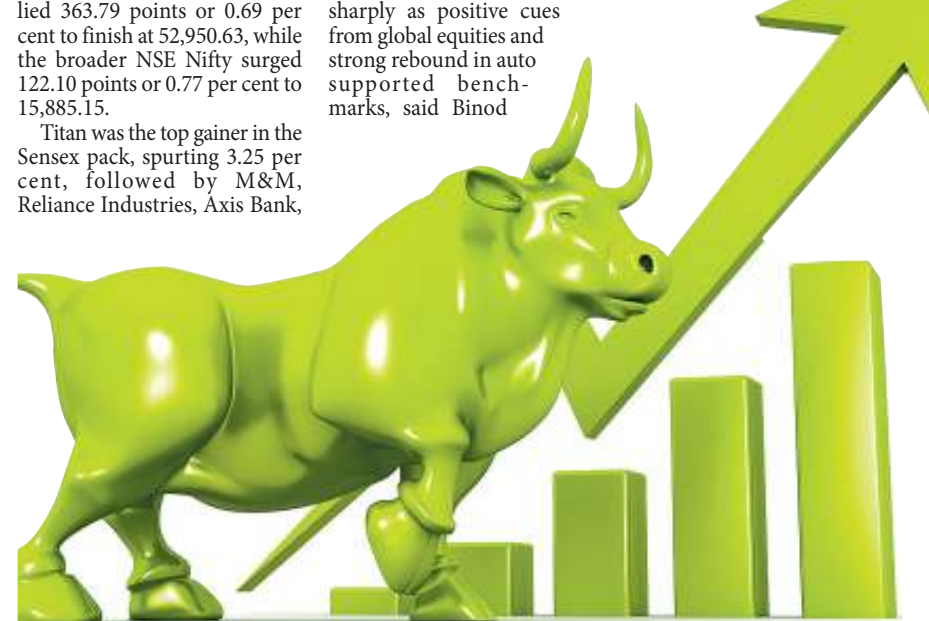 lied 363.79 points or 0.69 per
cent to finish at 52,950.63, while
the broader NSE Nifty surged
122.10 points or 0.77 per cent to
15,885.15.
Titan was the top gainer in the
Sensex pack, spurting 3.25 per
cent, followed by M&M,
Reliance Industries, Axis Bank,
sharply as positive cues
from global equities and
strong rebound in auto
supported bench-
marks, said Binod